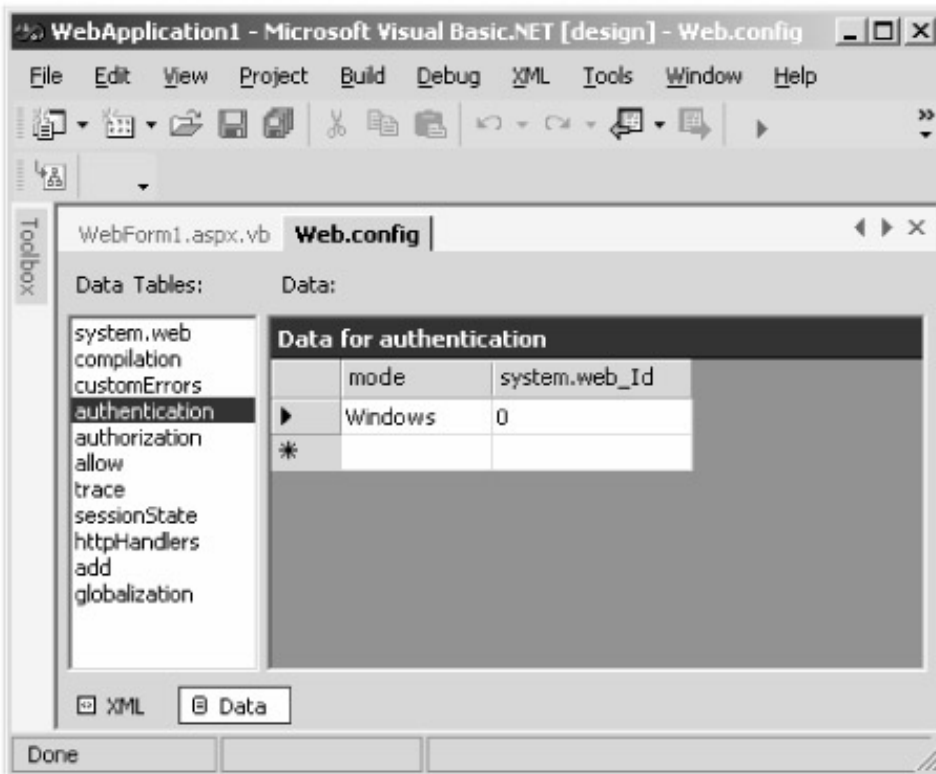 WebApplication1 - Microsoft Visual Basic.NET [design] - Web.config
File Edit View Project Build Debug XML Tools Window Help
Toolbox
WebForm1.aspx.vb Web.config
Data Tables: Data:
system.web
compilation
customErrors
authentication
authorization
allow
trace
sessionState
httpHandlers
add
globalization
Data for authentication
mode system.web_Id
Windows 0
XML Data
Done